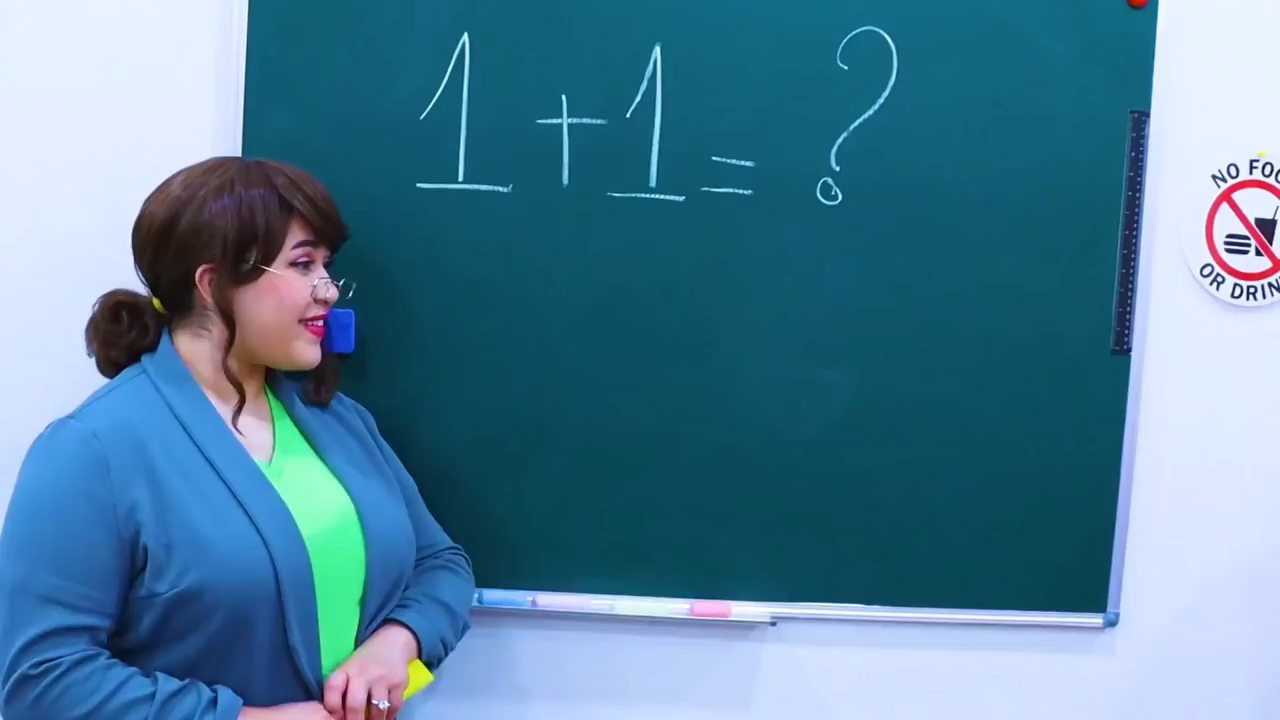 1 + 1 = ?
NO FOO
OR DRIN